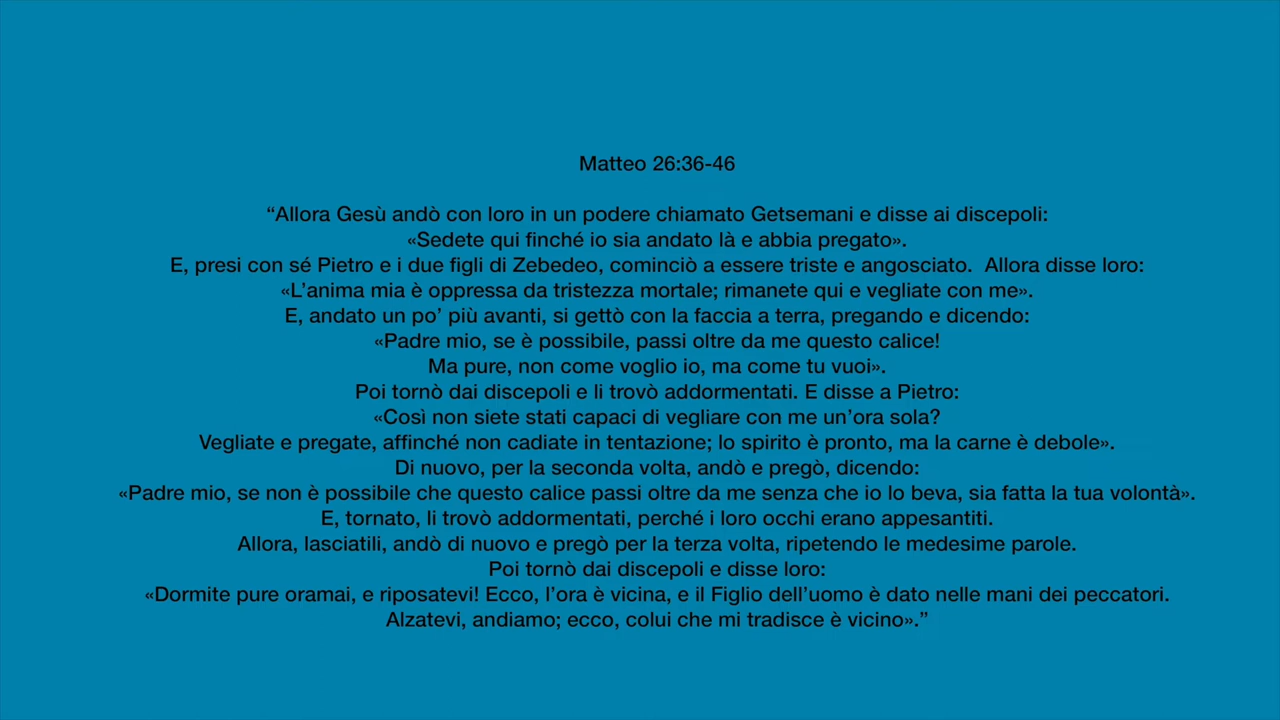 Matteo 26:36-46
“Allora Gesù andò con loro in un podere chiamato Getsemani e disse ai discepoli:
«Sedete qui finché io sia andato là e abbia pregato».
E, presi con sé Pietro e i due figli di Zebedeo, cominciò a essere triste e angosciato.  Allora disse loro:
«L’anima mia è oppressa da tristezza mortale; rimanete qui e vegliate con me».
E, andato un po’ più avanti, si gettò con la faccia a terra, pregando e dicendo:
«Padre mio, se è possibile, passi oltre da me questo calice!
Ma pure, non come voglio io, ma come tu vuoi».
Poi tornò dai discepoli e li trovò addormentati. E disse a Pietro:
«Così non siete stati capaci di vegliare con me un’ora sola?
Vegliate e pregate, affinché non cadiate in tentazione; lo spirito è pronto, ma la carne è debole».
Di nuovo, per la seconda volta, andò e pregò, dicendo:
«Padre mio, se non è possibile che questo calice passi oltre da me senza che io lo beva, sia fatta la tua volontà».
E, tornato, li trovò addormentati, perché i loro occhi erano appesantiti.
Allora, lasciatili, andò di nuovo e pregò per la terza volta, ripetendo le medesime parole.
Poi tornò dai discepoli e disse loro:
«Dormite pure oramai, e riposatevi! Ecco, l’ora è vicina, e il Figlio dell’uomo è dato nelle mani dei peccatori.
Alzatevi, andiamo; ecco, colui che mi tradisce è vicino».”